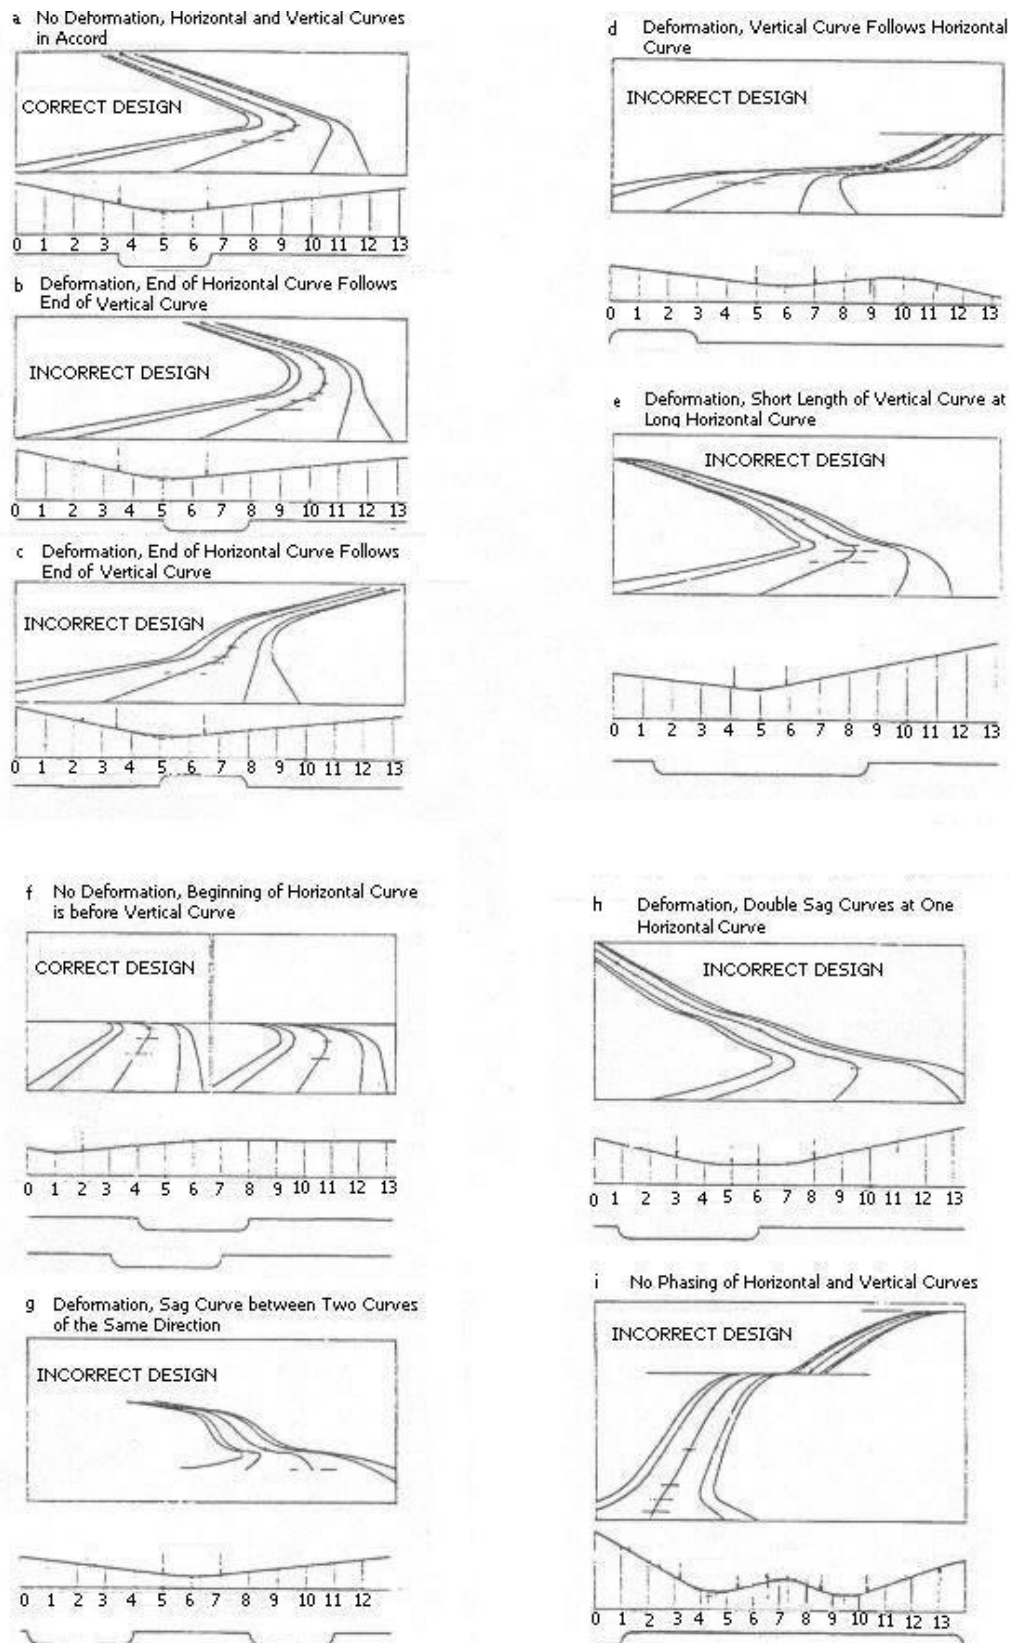 a No Deformation, Horizontal and Vertical Curves
in Accord
CORRECT DESIGN
0 1 2 3 4 5 6 7 8 9 10 11 12 13
b Deformation, End of Horizontal Curve Follows
End of Vertical Curve
INCORRECT DESIGN
0 1 2 3 4 5 6 7 8 9 10 11 12 13
c Deformation, End of Horizontal Curve Follows
End of Vertical Curve
INCORRECT DESIGN
0 1 2 3 4 5 6 7 8 9 10 11 12 13
d Deformation, Vertical Curve Follows Horizontal
Curve
INCORRECT DESIGN
0 1 2 3 4 5 6 7 8 9 10 11 12 13
e Deformation, Short Length of Vertical Curve at
Long Horizontal Curve
INCORRECT DESIGN
0 1 2 3 4 5 6 7 8 9 10 11 12 13
f No Deformation, Beginning of Horizontal Curve
is before Vertical Curve
CORRECT DESIGN
0 1 2 3 4 5 6 7 8 9 10 11 12 13
g Deformation, Sag Curve between Two Curves
of the Same Direction
INCORRECT DESIGN
0 1 2 3 4 5 6 7 8 9 10 11 12
h Deformation, Double Sag Curves at One
Horizontal Curve
INCORRECT DESIGN
0 1 2 3 4 5 6 7 8 9 10 11 12 13
i No Phasing of Horizontal and Vertical Curves
INCORRECT DESIGN
0 1 2 3 4 5 6 7 8 9 10 11 12 13